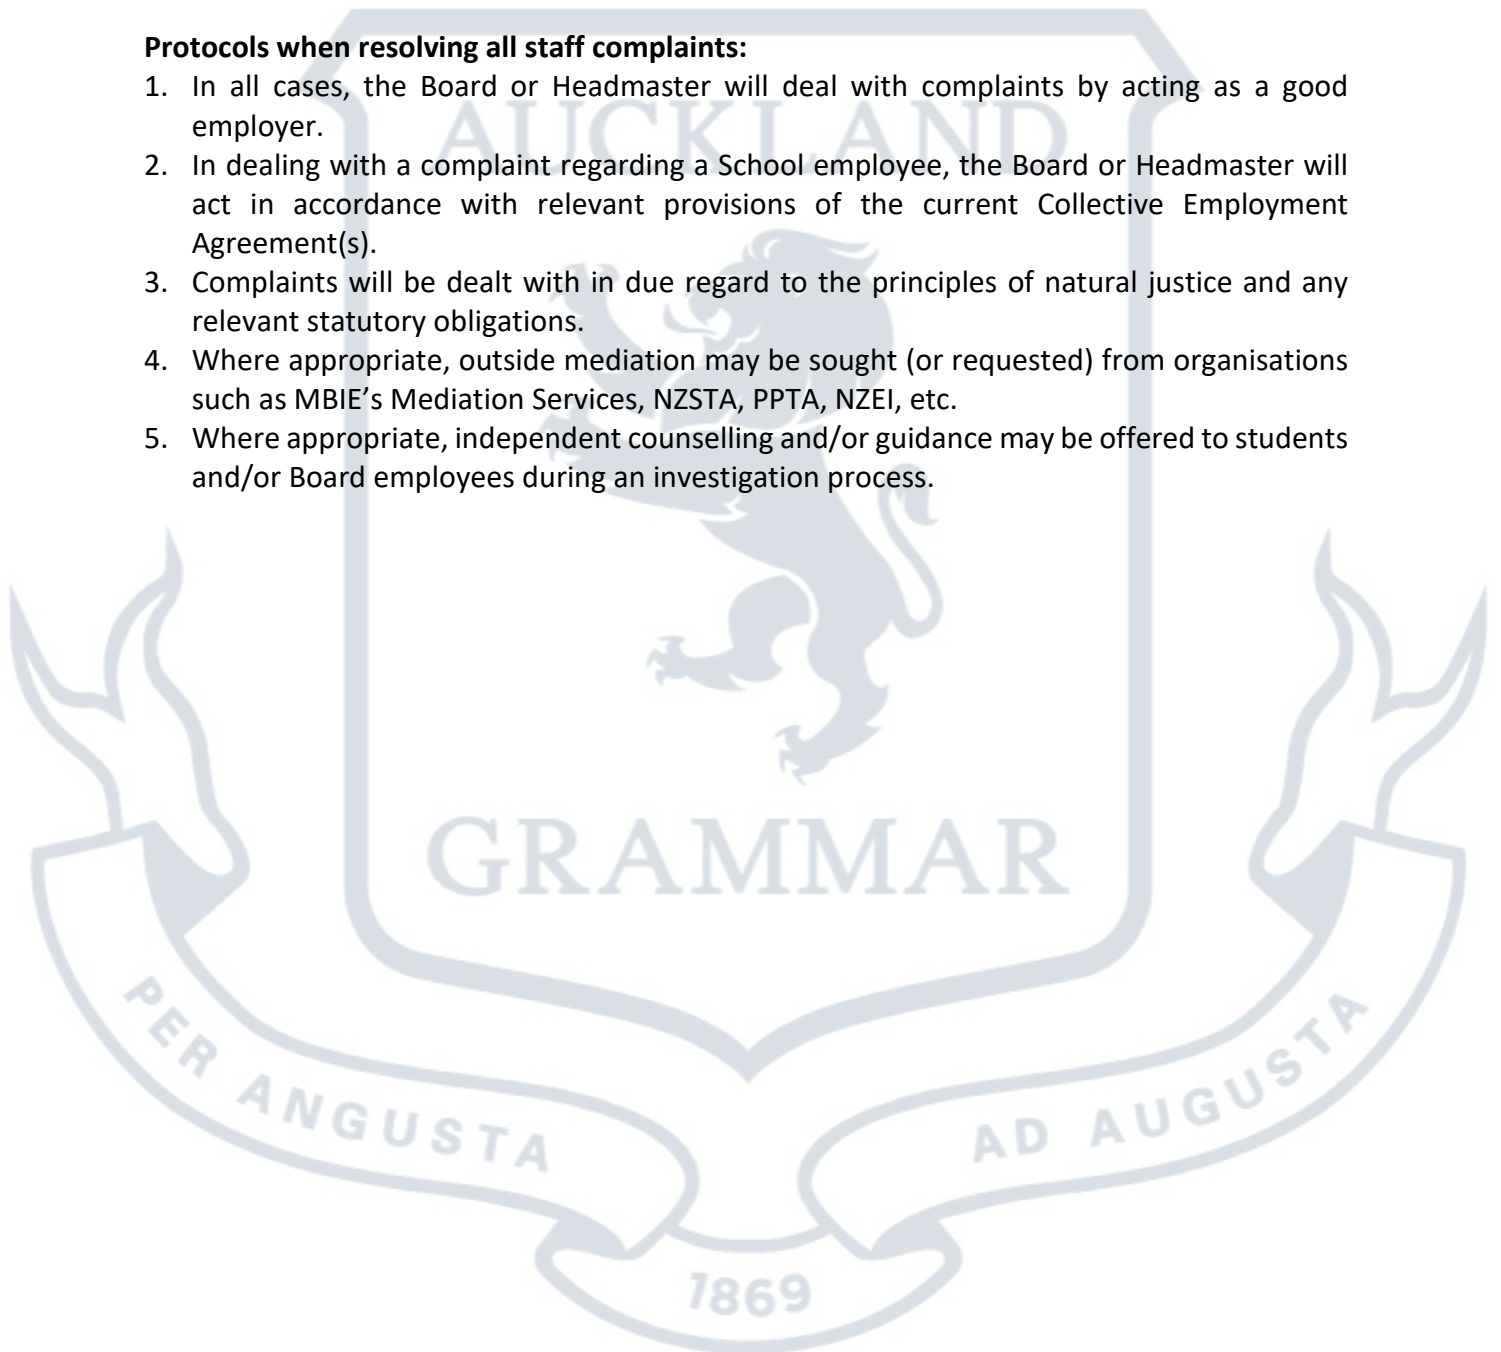 Protocols when resolving all staff complaints:
1. In all cases, the Board or Headmaster will deal with complaints by acting as a good
employer.
2. In dealing with a complaint regarding a School employee, the Board or Headmaster will
act in accordance with relevant provisions of the current Collective Employment
Agreement(s).
3. Complaints will be dealt with in due regard to the principles of natural justice and any
relevant statutory obligations.
4. Where appropriate, outside mediation may be sought (or requested) from organisations
such as MBIE’s Mediation Services, NZSTA, PPTA, NZEI, etc.
5. Where appropriate, independent counselling and/or guidance may be offered to students
and/or Board employees during an investigation process.
AUCKLAND
GRAMMAR
PER ANGUSTA AD AUGUSTA
1869